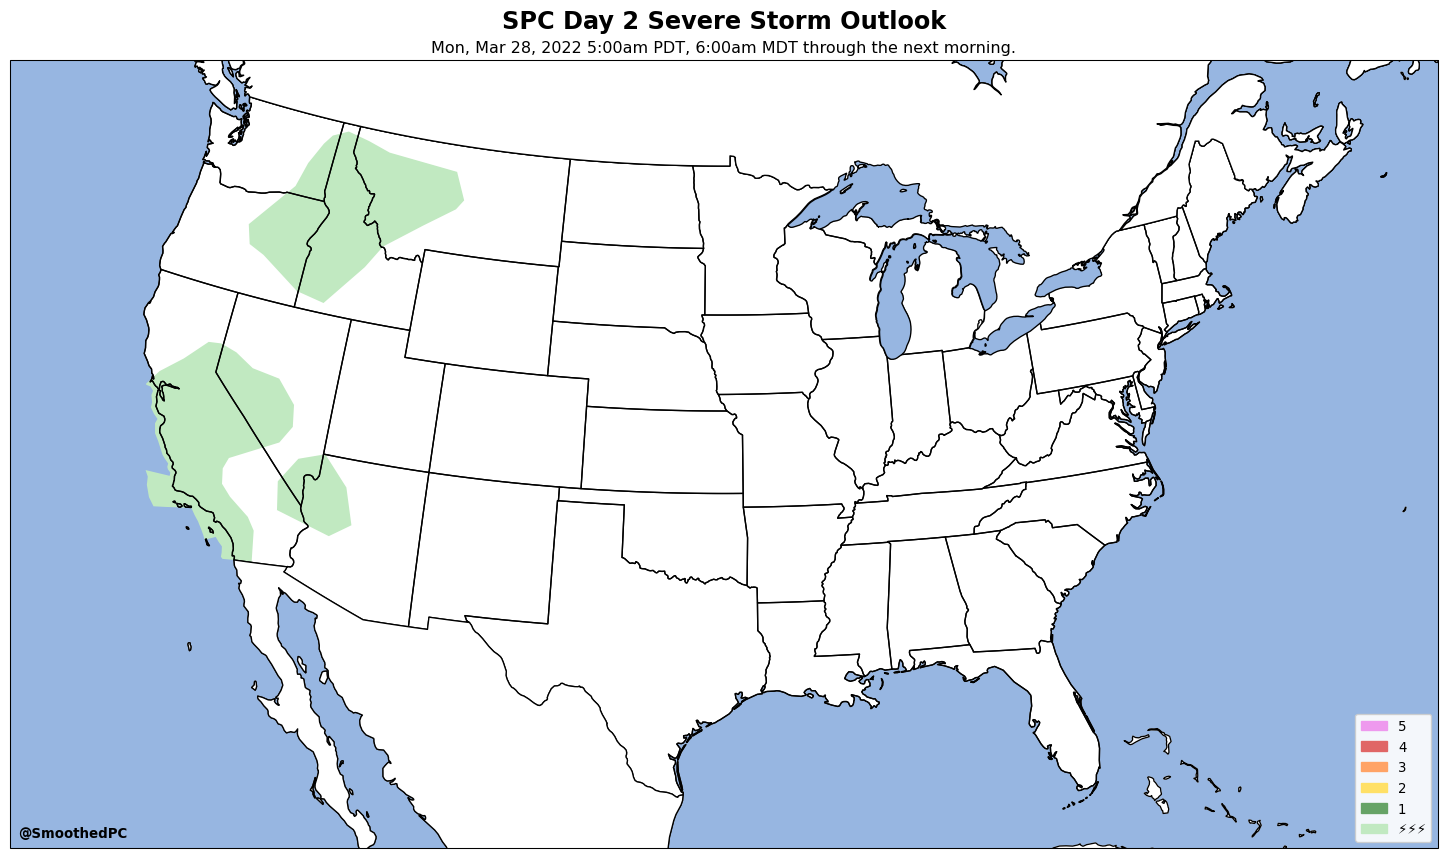 SPC Day 2 Severe Storm Outlook
Mon, Mar 28, 2022 5:00am PDT, 6:00am MDT through the next morning.
5
4
3
2
1
⚡⚡⚡
@SmoothedPC